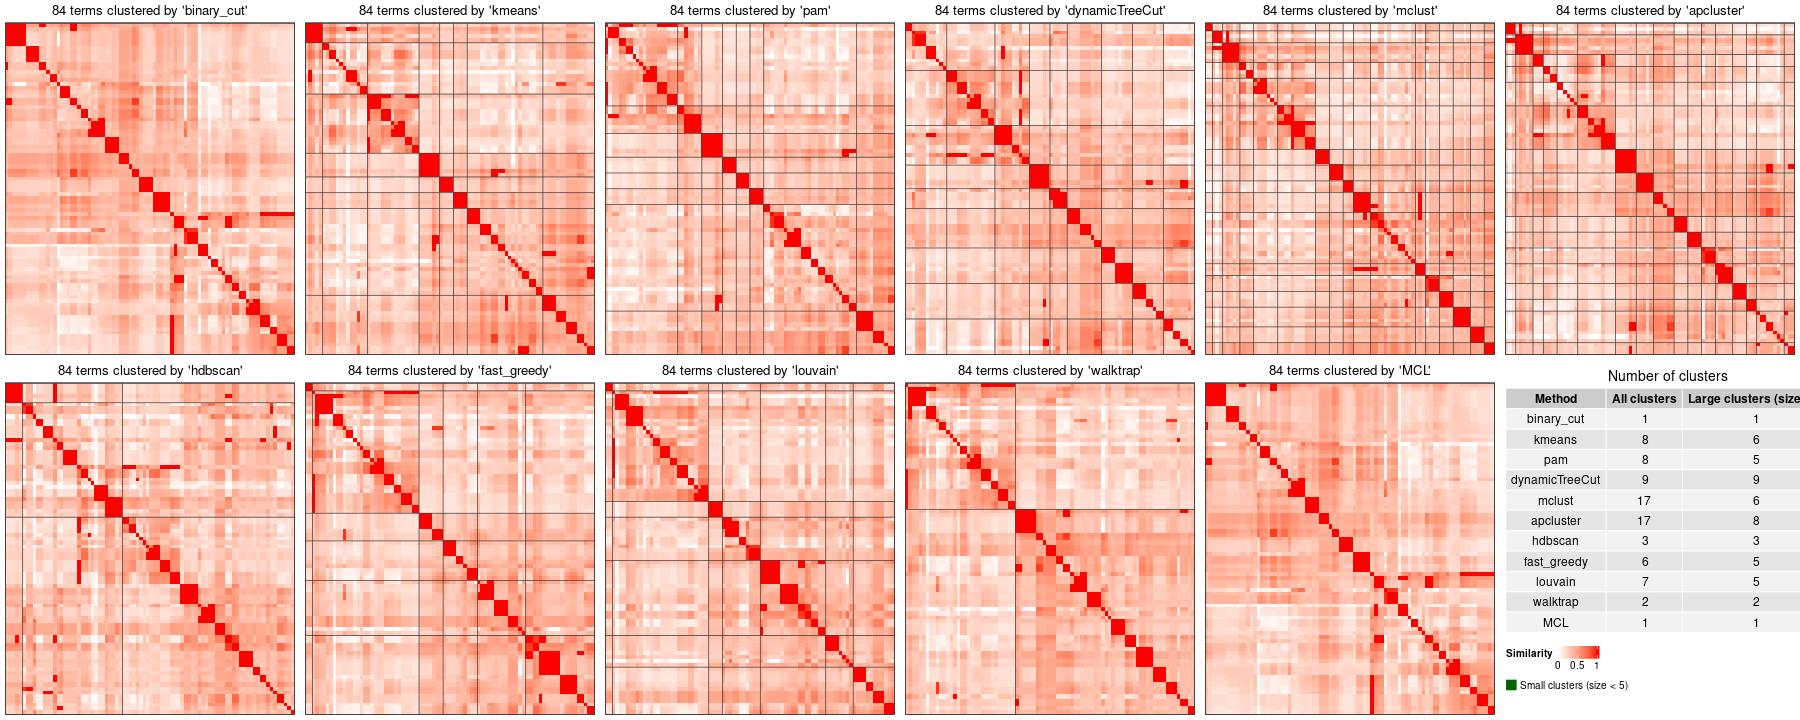 84 terms clustered by 'binary_cut'
84 terms clustered by 'kmeans'
84 terms clustered by 'pam'
84 terms clustered by 'dynamicTreeCut'
84 terms clustered by 'mclust'
84 terms clustered by 'apcluster'
84 terms clustered by 'hdbscan'
84 terms clustered by 'fast_greedy'
84 terms clustered by 'louvain'
84 terms clustered by 'walktrap'
84 terms clustered by 'MCL'
Number of clusters
Method All clusters Large clusters (size
binary_cut 1 1
kmeans 8 6
pam 8 5
dynamicTreeCut 9 9
mclust 17 6
apcluster 17 8
hdbscan 3 3
fast_greedy 6 5
louvain 7 5
walktrap 2 2
MCL 1 1
Similarity
0 0.5 1
Small clusters (size < 5)